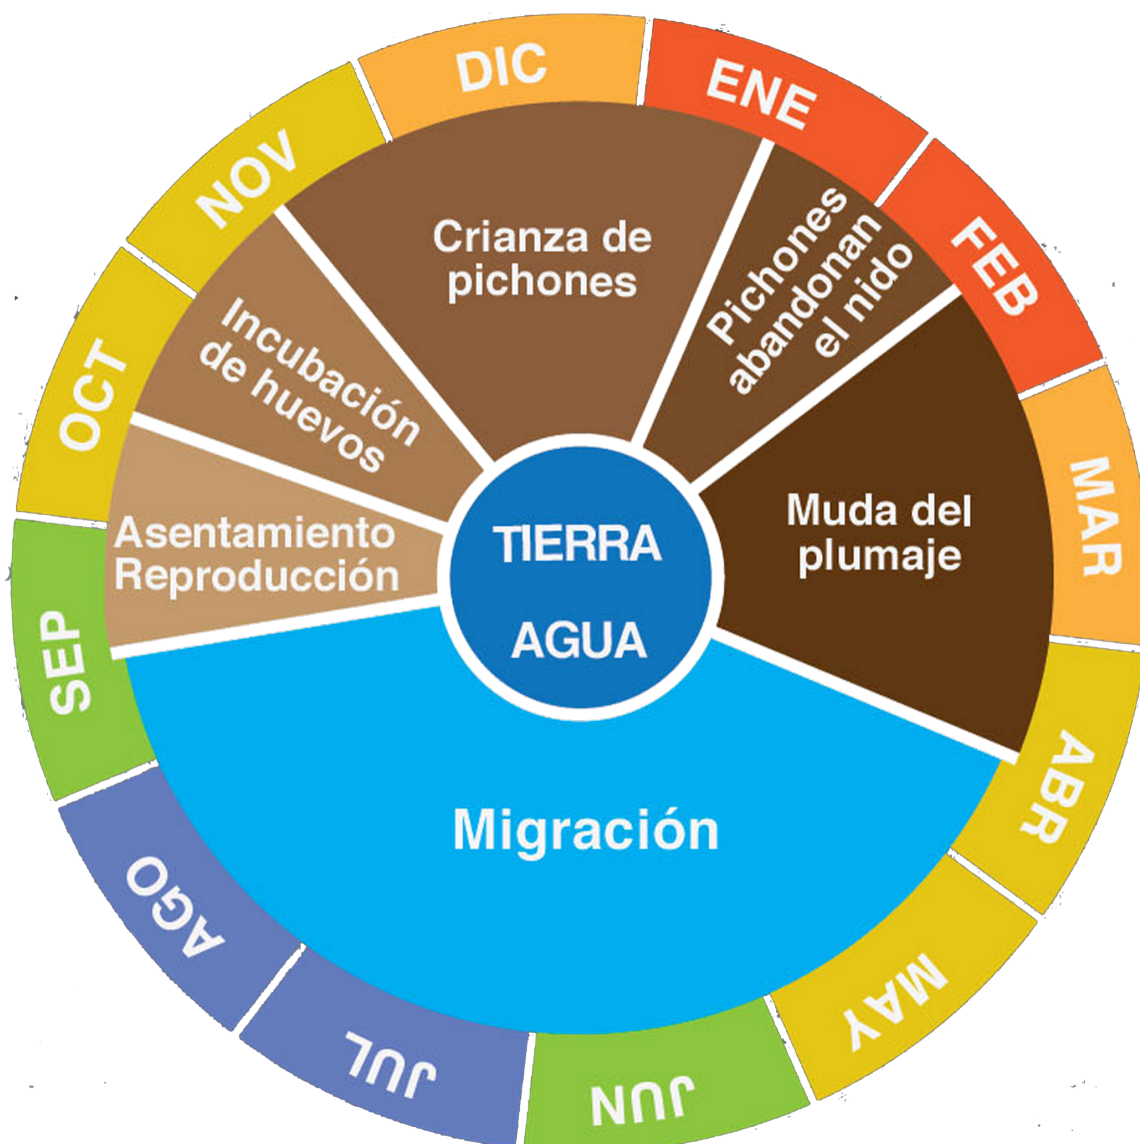 DIC
ENE
FEB
MAR
ABR
MAY
JUN
JUL
AGO
SEP
OCT
NOV
Crianza de
pichones
Pichones
abandonan
el nido
Muda del
plumaje
Migración
Asentamiento
Reproducción
Incubación
de huevos
TIERRA
AGUA